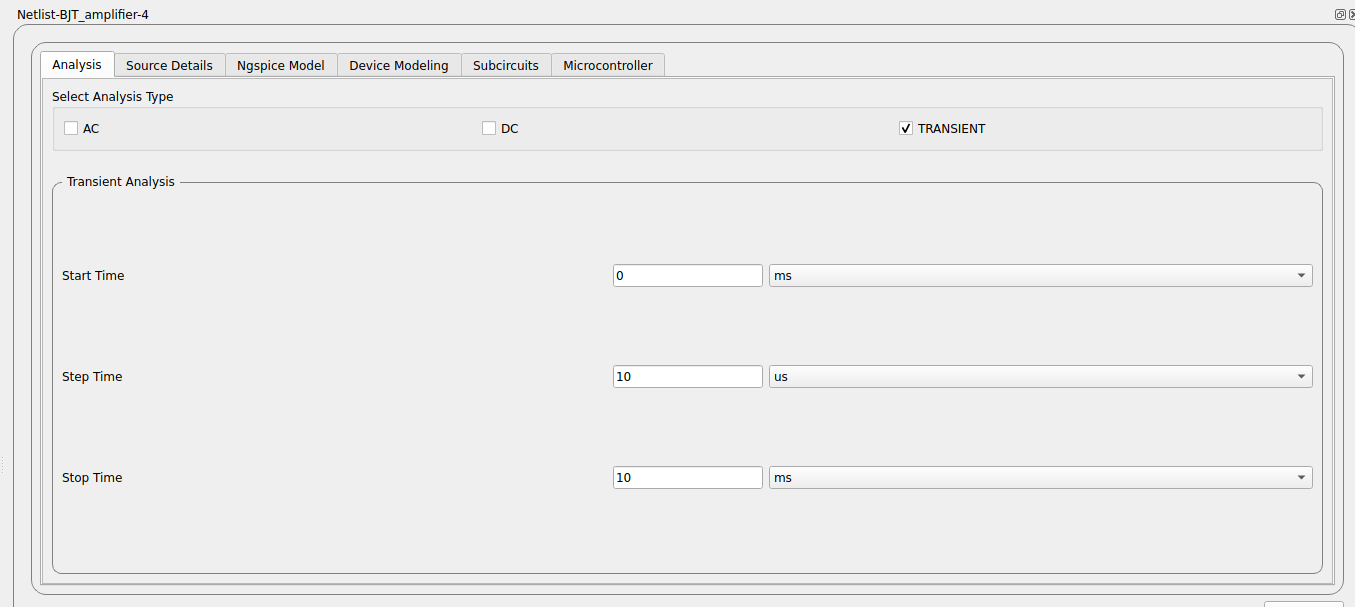 Netlist-BJT_amplifier-4
Analysis Source Details Ngspice Model Device Modeling Subcircuits Microcontroller
Select Analysis Type
AC DC TRANSIENT
Transient Analysis
Start Time 0 ms
Step Time 10 us
Stop Time 10 ms